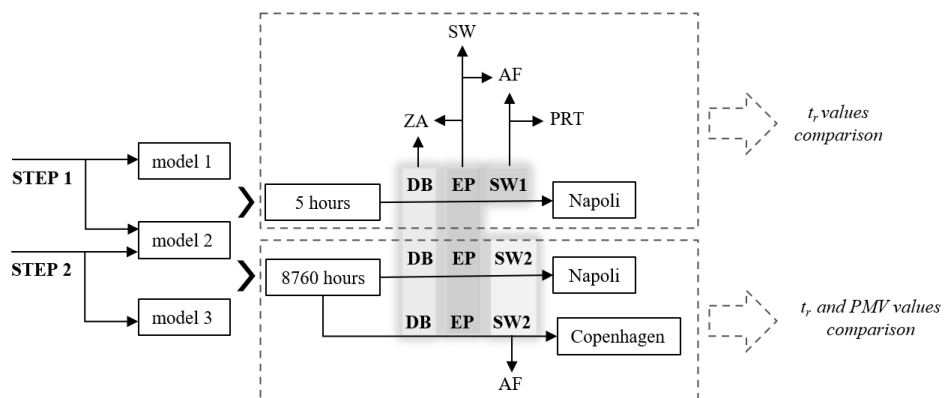 SW
AF
ZA
PRT
t_r values
comparison
STEP 1
model 1
DB EP SW1
5 hours
Napoli
model 2
STEP 2
DB EP SW2
8760 hours
Napoli
model 3
DB EP SW2
Copenhagen
t_r and PMV values
comparison
AF